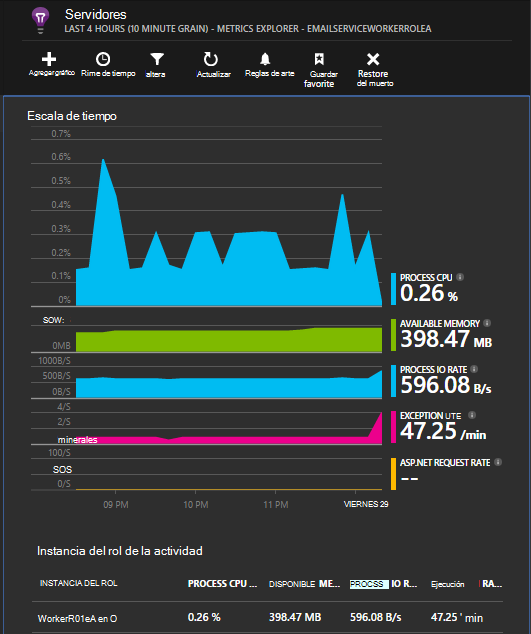 Servidores
LAST 4 HOURS (10 MINUTE GRAIN) - METRICS EXPLORER - EMAILSERVICEWORKERROLEA
Agregar gráfico Rime de tiempo altera Actualizar Reglas de arte Guardar favorite Restore del muerto
Escala de tiempo
0.7%
0.6%
0.5%
0.4%
0.3%
0.2%
0.1%
0%
PROCESS CPU
0.26 %
SOW:
0MB
AVAILABLE MEMORY
398.47 MB
1000B/S
500B/S
0B/S
PROCESS IO RATE
596.08 B/s
4/S
2/S
minerales
EXCEPTION UTE
47.25 /min
100/S
SOS
0/S
ASP.NET REQUEST RATE
--
09 PM 10 PM 11 PM VIERNES 29
Instancia del rol de la actividad
INSTANCIA DEL ROL PROCESS CPU ... DISPONIBLE ME... PROCSS IO R... Ejecución RA...
WorkerR01eA en O 0.26 % 398.47 MB 596.08 B/s 47.25 ' min